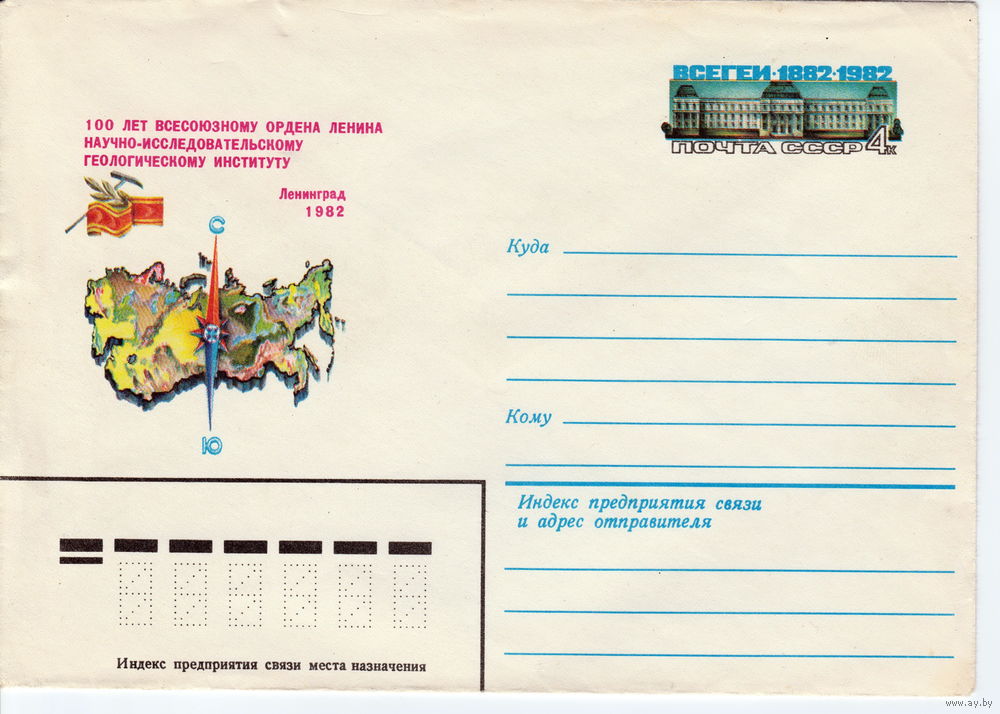 ВСЕГЕИ·1882·1982
ПОЧТА СССР 4к
100 ЛЕТ ВСЕСОЮЗНОМУ ОРДЕНА ЛЕНИНА
НАУЧНО-ИССЛЕДОВАТЕЛЬСКОМУ
ГЕОЛОГИЧЕСКОМУ ИНСТИТУТУ
Ленинград
1982
С
Ю
Куда
Кому
Индекс предприятия связи
и адрес отправителя
Индекс предприятия связи места назначения
www.ay.by